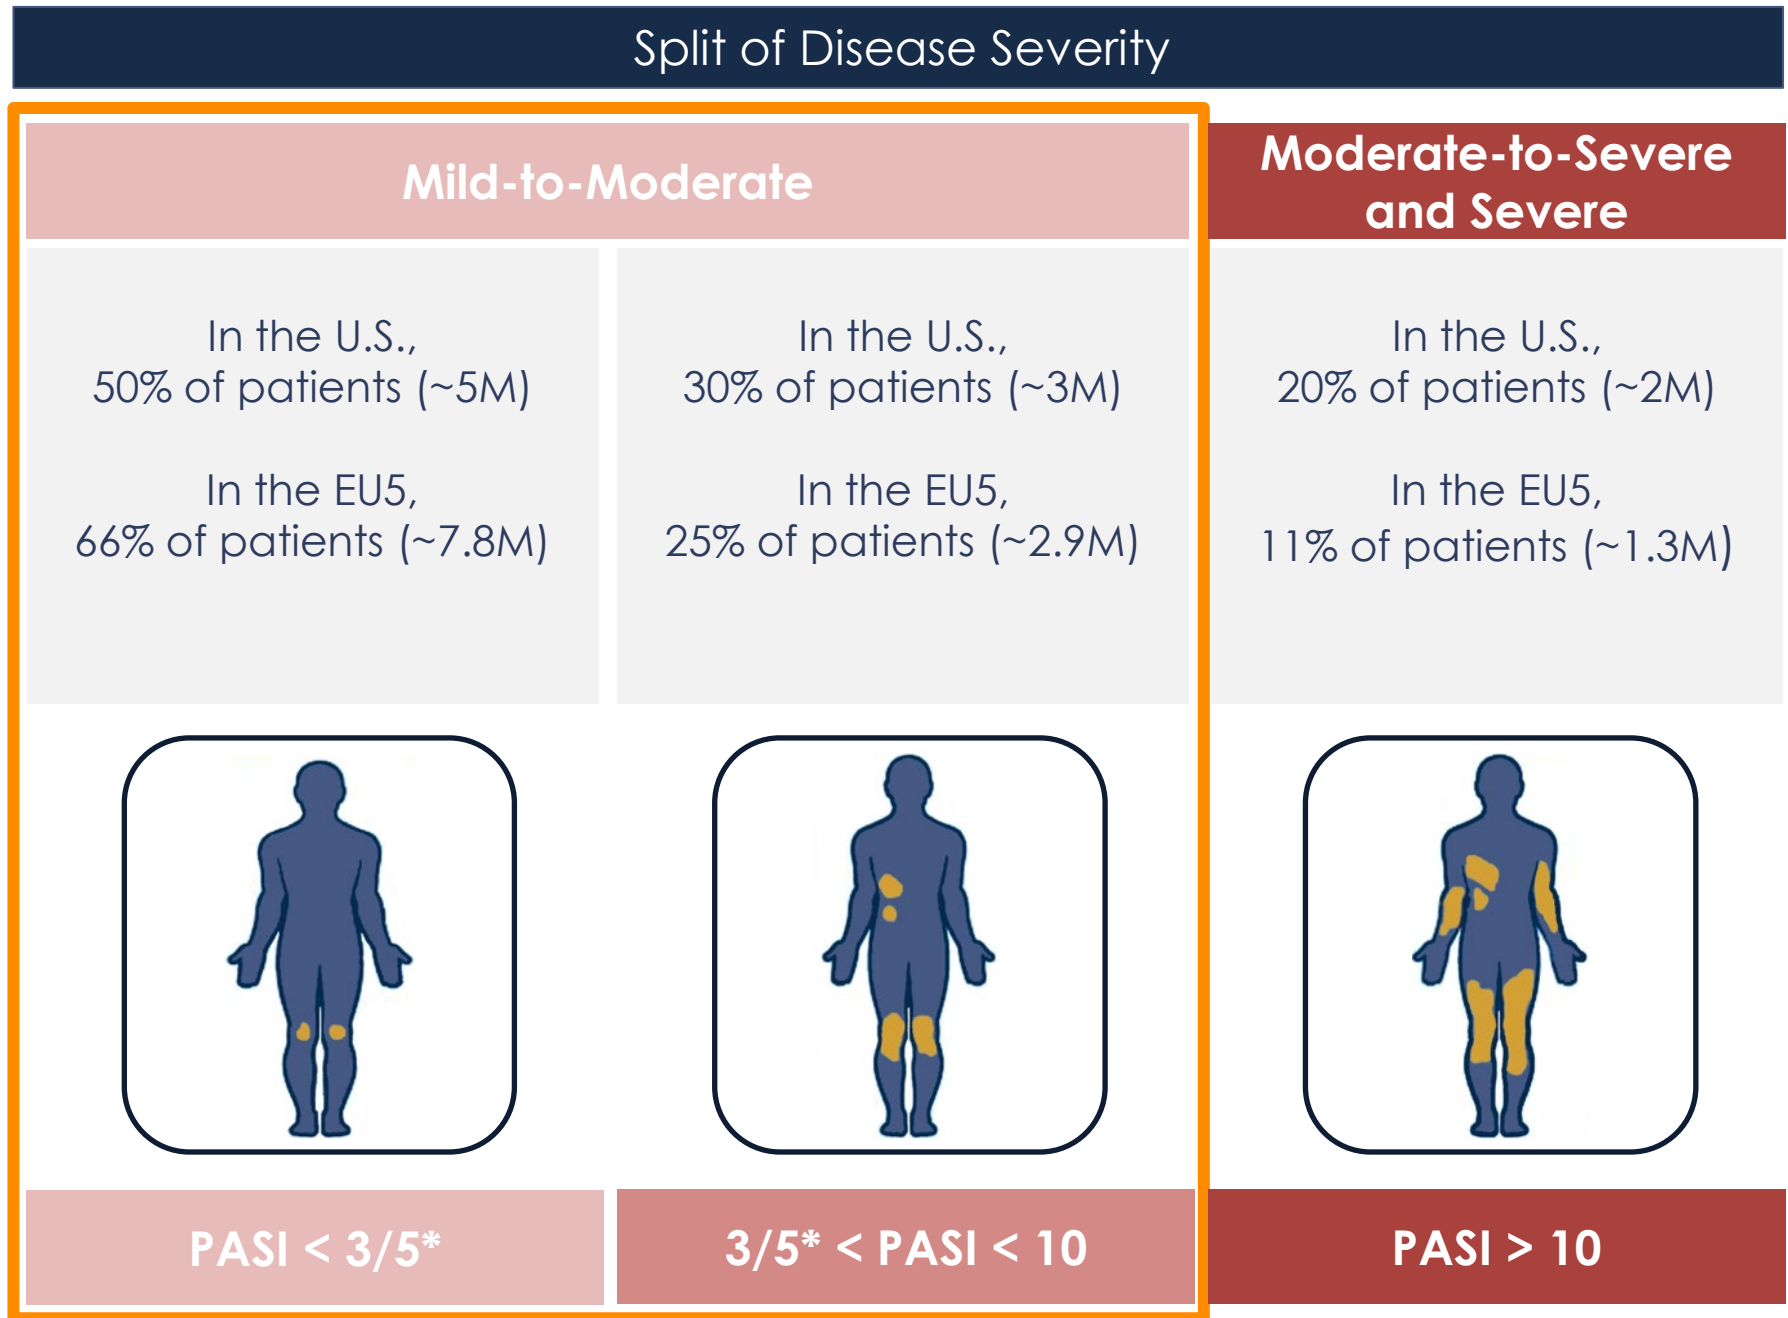 Split of Disease Severity
Mild-to-Moderate
Moderate-to-Severe
and Severe
In the U.S.,
50% of patients (~5M)
In the EU5,
66% of patients (~7.8M)
In the U.S.,
30% of patients (~3M)
In the EU5,
25% of patients (~2.9M)
In the U.S.,
20% of patients (~2M)
In the EU5,
11% of patients (~1.3M)
PASI < 3/5*
3/5* < PASI < 10
PASI > 10